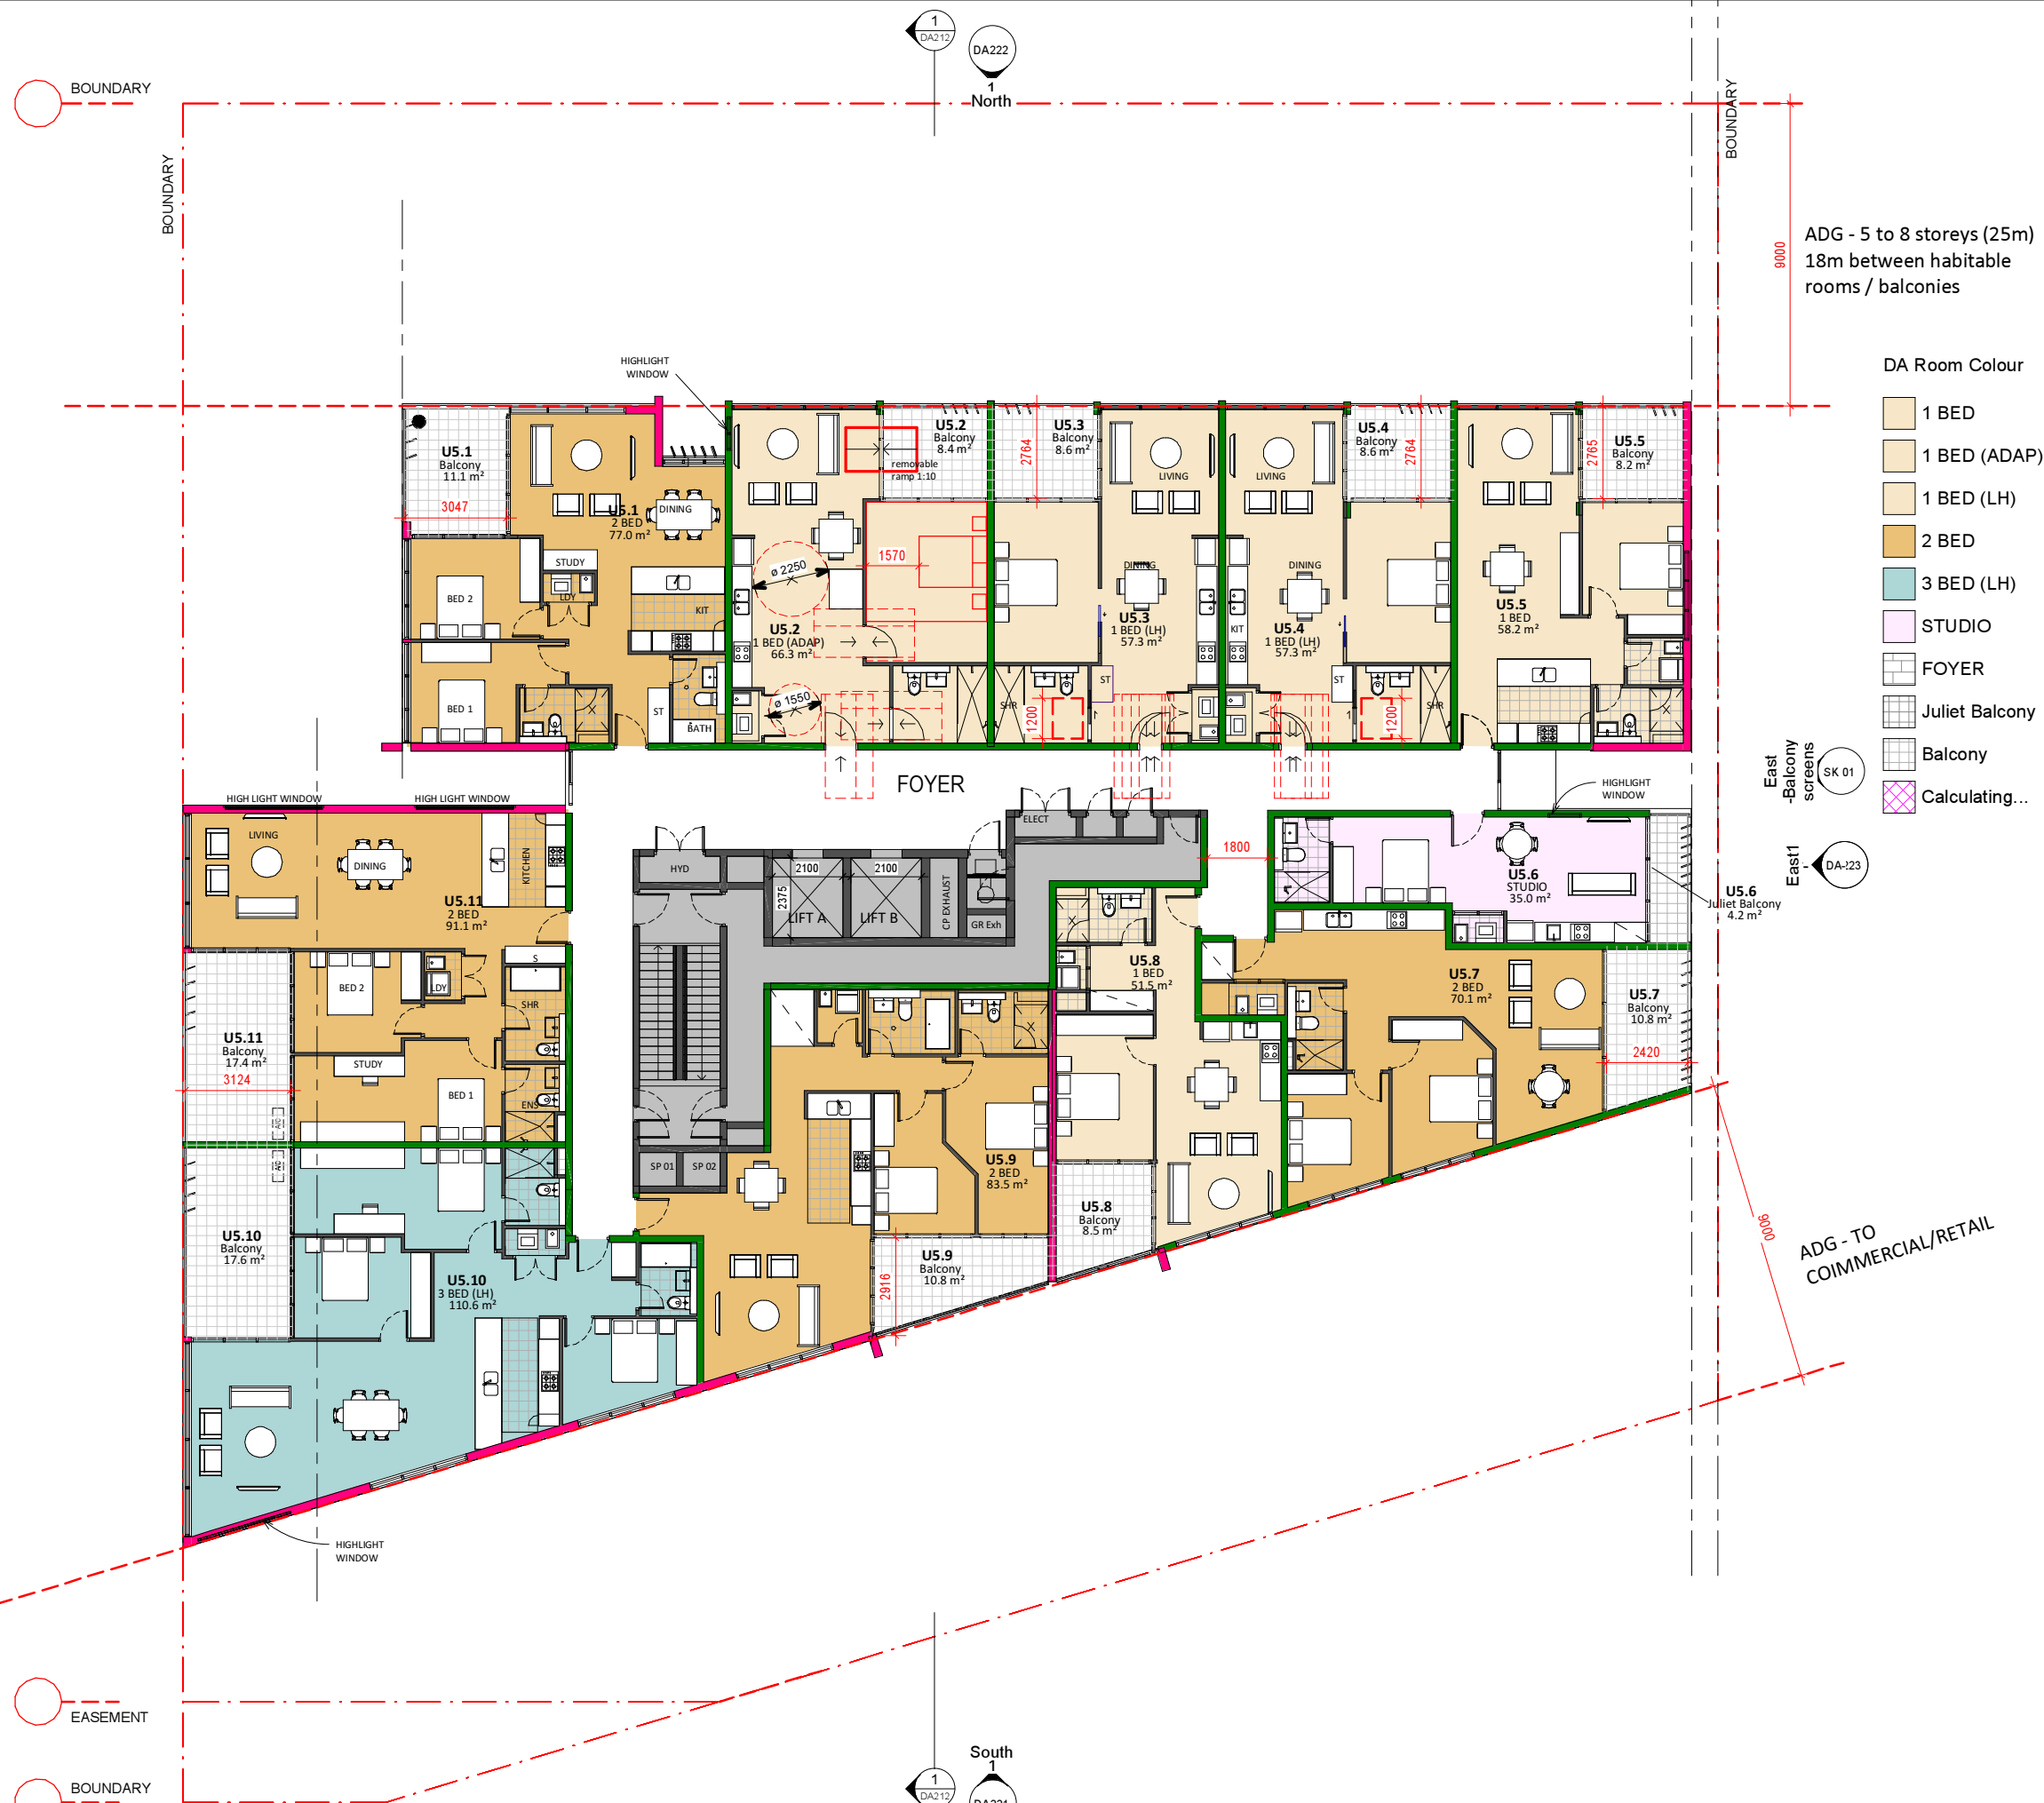 1
DA212
DA222
1
North
BOUNDARY
BOUNDARY
BOUNDARY
9000
ADG - 5 to 8 storeys (25m)
18m between habitable
rooms / balconies
DA Room Colour
1 BED
1 BED (ADAP)
1 BED (LH)
2 BED
3 BED (LH)
STUDIO
FOYER
Juliet Balcony
Balcony
Calculating...
HIGHLIGHT
WINDOW
U5.1
Balcony
11.1 m²
3047
U5.1
2 BED
77.0 m²
DINING
STUDY
LDY
BED 2
BED 1
KIT
ST
BATH
U5.2
Balcony
8.4 m²
removable
ramp 1:10
1570
ø 2250
U5.2
1 BED (ADAP)
66.3 m²
ø 1550
U5.3
Balcony
8.6 m²
2764
LIVING
DINING
U5.3
1 BED (LH)
57.3 m²
ST
SHR
1200
U5.4
Balcony
8.6 m²
2764
LIVING
DINING
KIT
U5.4
1 BED (LH)
57.3 m²
ST
SHR
1200
U5.5
Balcony
8.2 m²
2765
U5.5
1 BED
58.2 m²
FOYER
East
-Balcony
screens
SK 01
HIGHLIGHT
WINDOW
East1
HIGH LIGHT WINDOW
HIGH LIGHT WINDOW
LIVING
DINING
KITCHEN
U5.11
2 BED
91.1 m²
S
BED 2
LDY
SHR
STUDY
BED 1
ENS
U5.11
Balcony
17.4 m²
3124
A/C
A/C
HYD
2100
2100
2375
LIFT A
LIFT B
CP EXHAUST
GR Exh
ELECT
1800
SP 01
SP 02
U5.6
STUDIO
35.0 m²
U5.6
Juliet Balcony
4.2 m²
U5.7
2 BED
70.1 m²
U5.7
Balcony
10.8 m²
2420
U5.8
1 BED
51.5 m²
U5.8
Balcony
8.5 m²
U5.9
2 BED
83.5 m²
U5.9
Balcony
10.8 m²
2916
U5.10
Balcony
17.6 m²
U5.10
3 BED (LH)
110.6 m²
9000
ADG - TO
COIMMERCIAL/RETAIL
HIGHLIGHT
WINDOW
EASEMENT
BOUNDARY
South
1
1
DA212